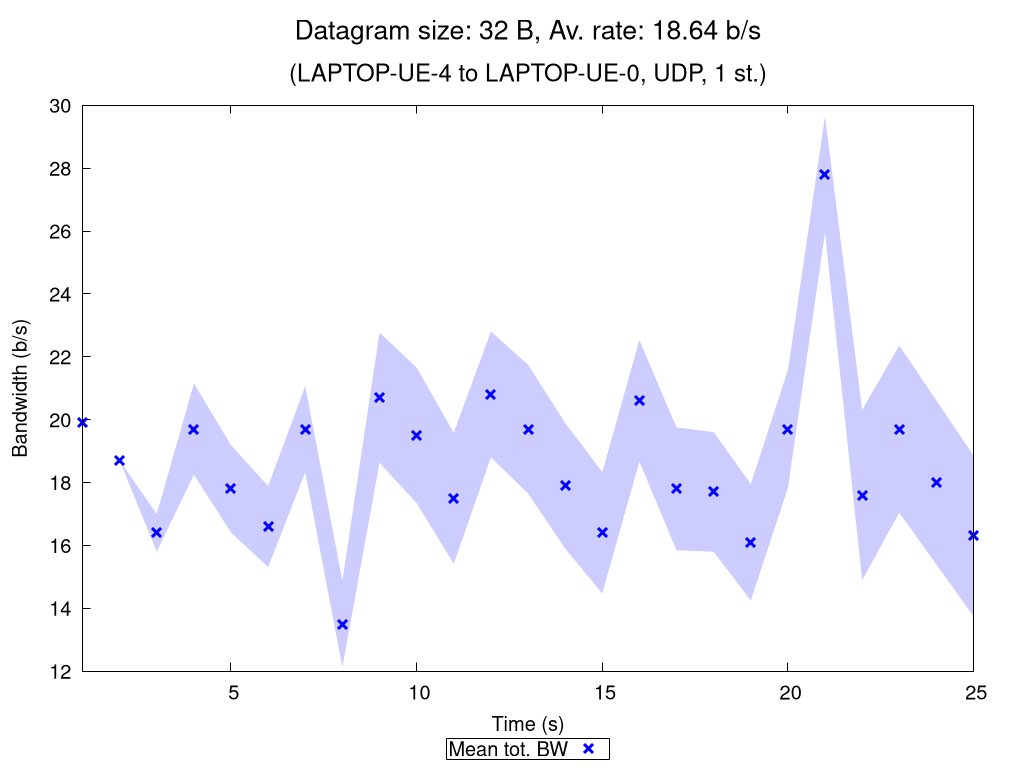 Datagram size: 32 B, Av. rate: 18.64 b/s
(LAPTOP-UE-4 to LAPTOP-UE-0, UDP, 1 st.)
30
28
26
24
22
20
18
16
14
12
Bandwidth (b/s)
5 10 15 20 25
Time (s)
Mean tot. BW